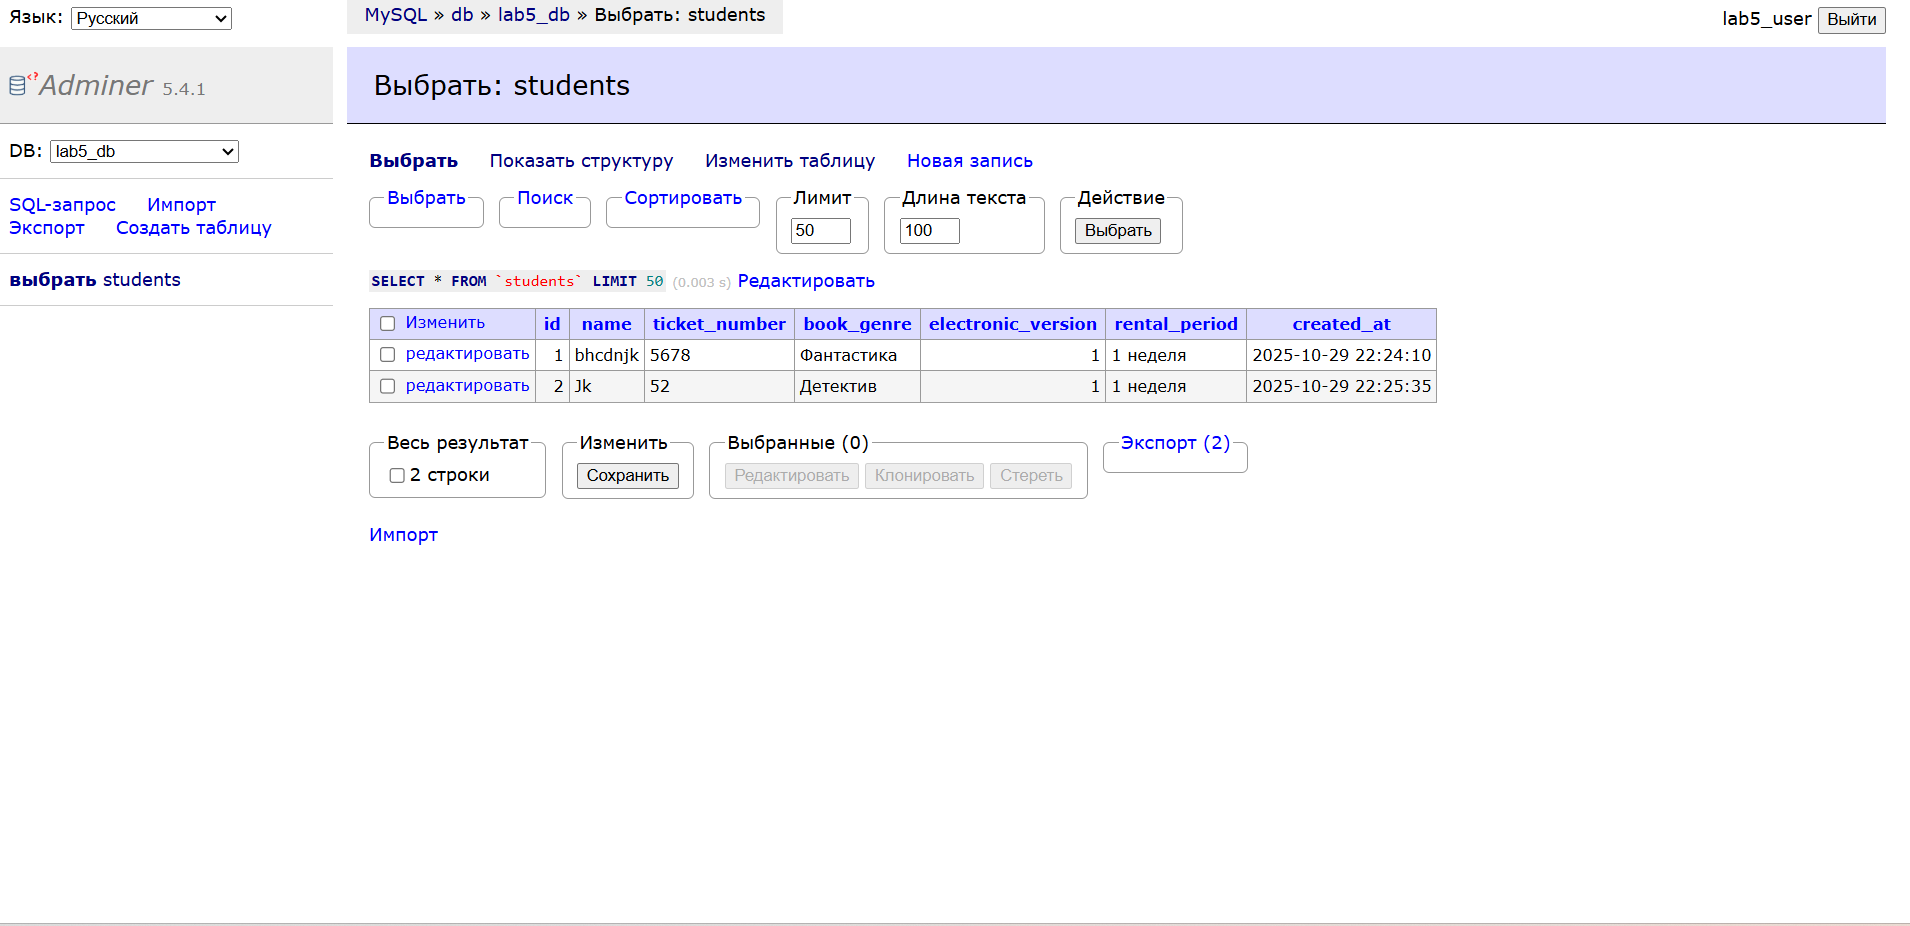 Язык: Русский
MySQL » db » lab5_db » Выбрать: students
lab5_user Выйти
Adminer 5.4.1
Выбрать: students
DB: lab5_db
SQL-запрос Импорт
Экспорт Создать таблицу
выбрать students
Выбрать Показать структуру Изменить таблицу Новая запись
Выбрать Поиск Сортировать Лимит Длина текста Действие
50 100 Выбрать
SELECT * FROM `students` LIMIT 50 (0.003 s) Редактировать
Изменить id name ticket_number book_genre electronic_version rental_period created_at
редактировать 1 bhcdnjk 5678 Фантастика 1 1 неделя 2025-10-29 22:24:10
редактировать 2 Jk 52 Детектив 1 1 неделя 2025-10-29 22:25:35
Весь результат Изменить Выбранные (0) Экспорт (2)
2 строки Сохранить Редактировать Клонировать Стереть
Импорт